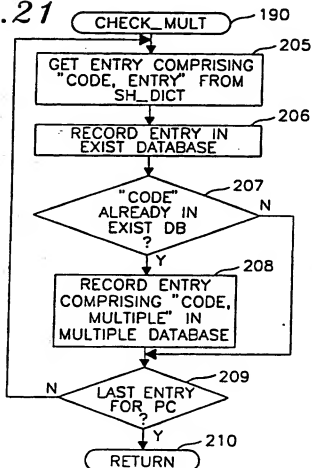 .21
CHECK_MULT
190
205
GET ENTRY COMPRISING
"CODE, ENTRY" FROM
SH_DICT
206
RECORD ENTRY IN
EXIST DATABASE
207
"CODE"
ALREADY IN
EXIST DB
?
N
Y
208
RECORD ENTRY
COMPRISING "CODE,
MULTIPLE" IN
MULTIPLE DATABASE
209
N
LAST ENTRY
FOR PC
?
Y
210
RETURN